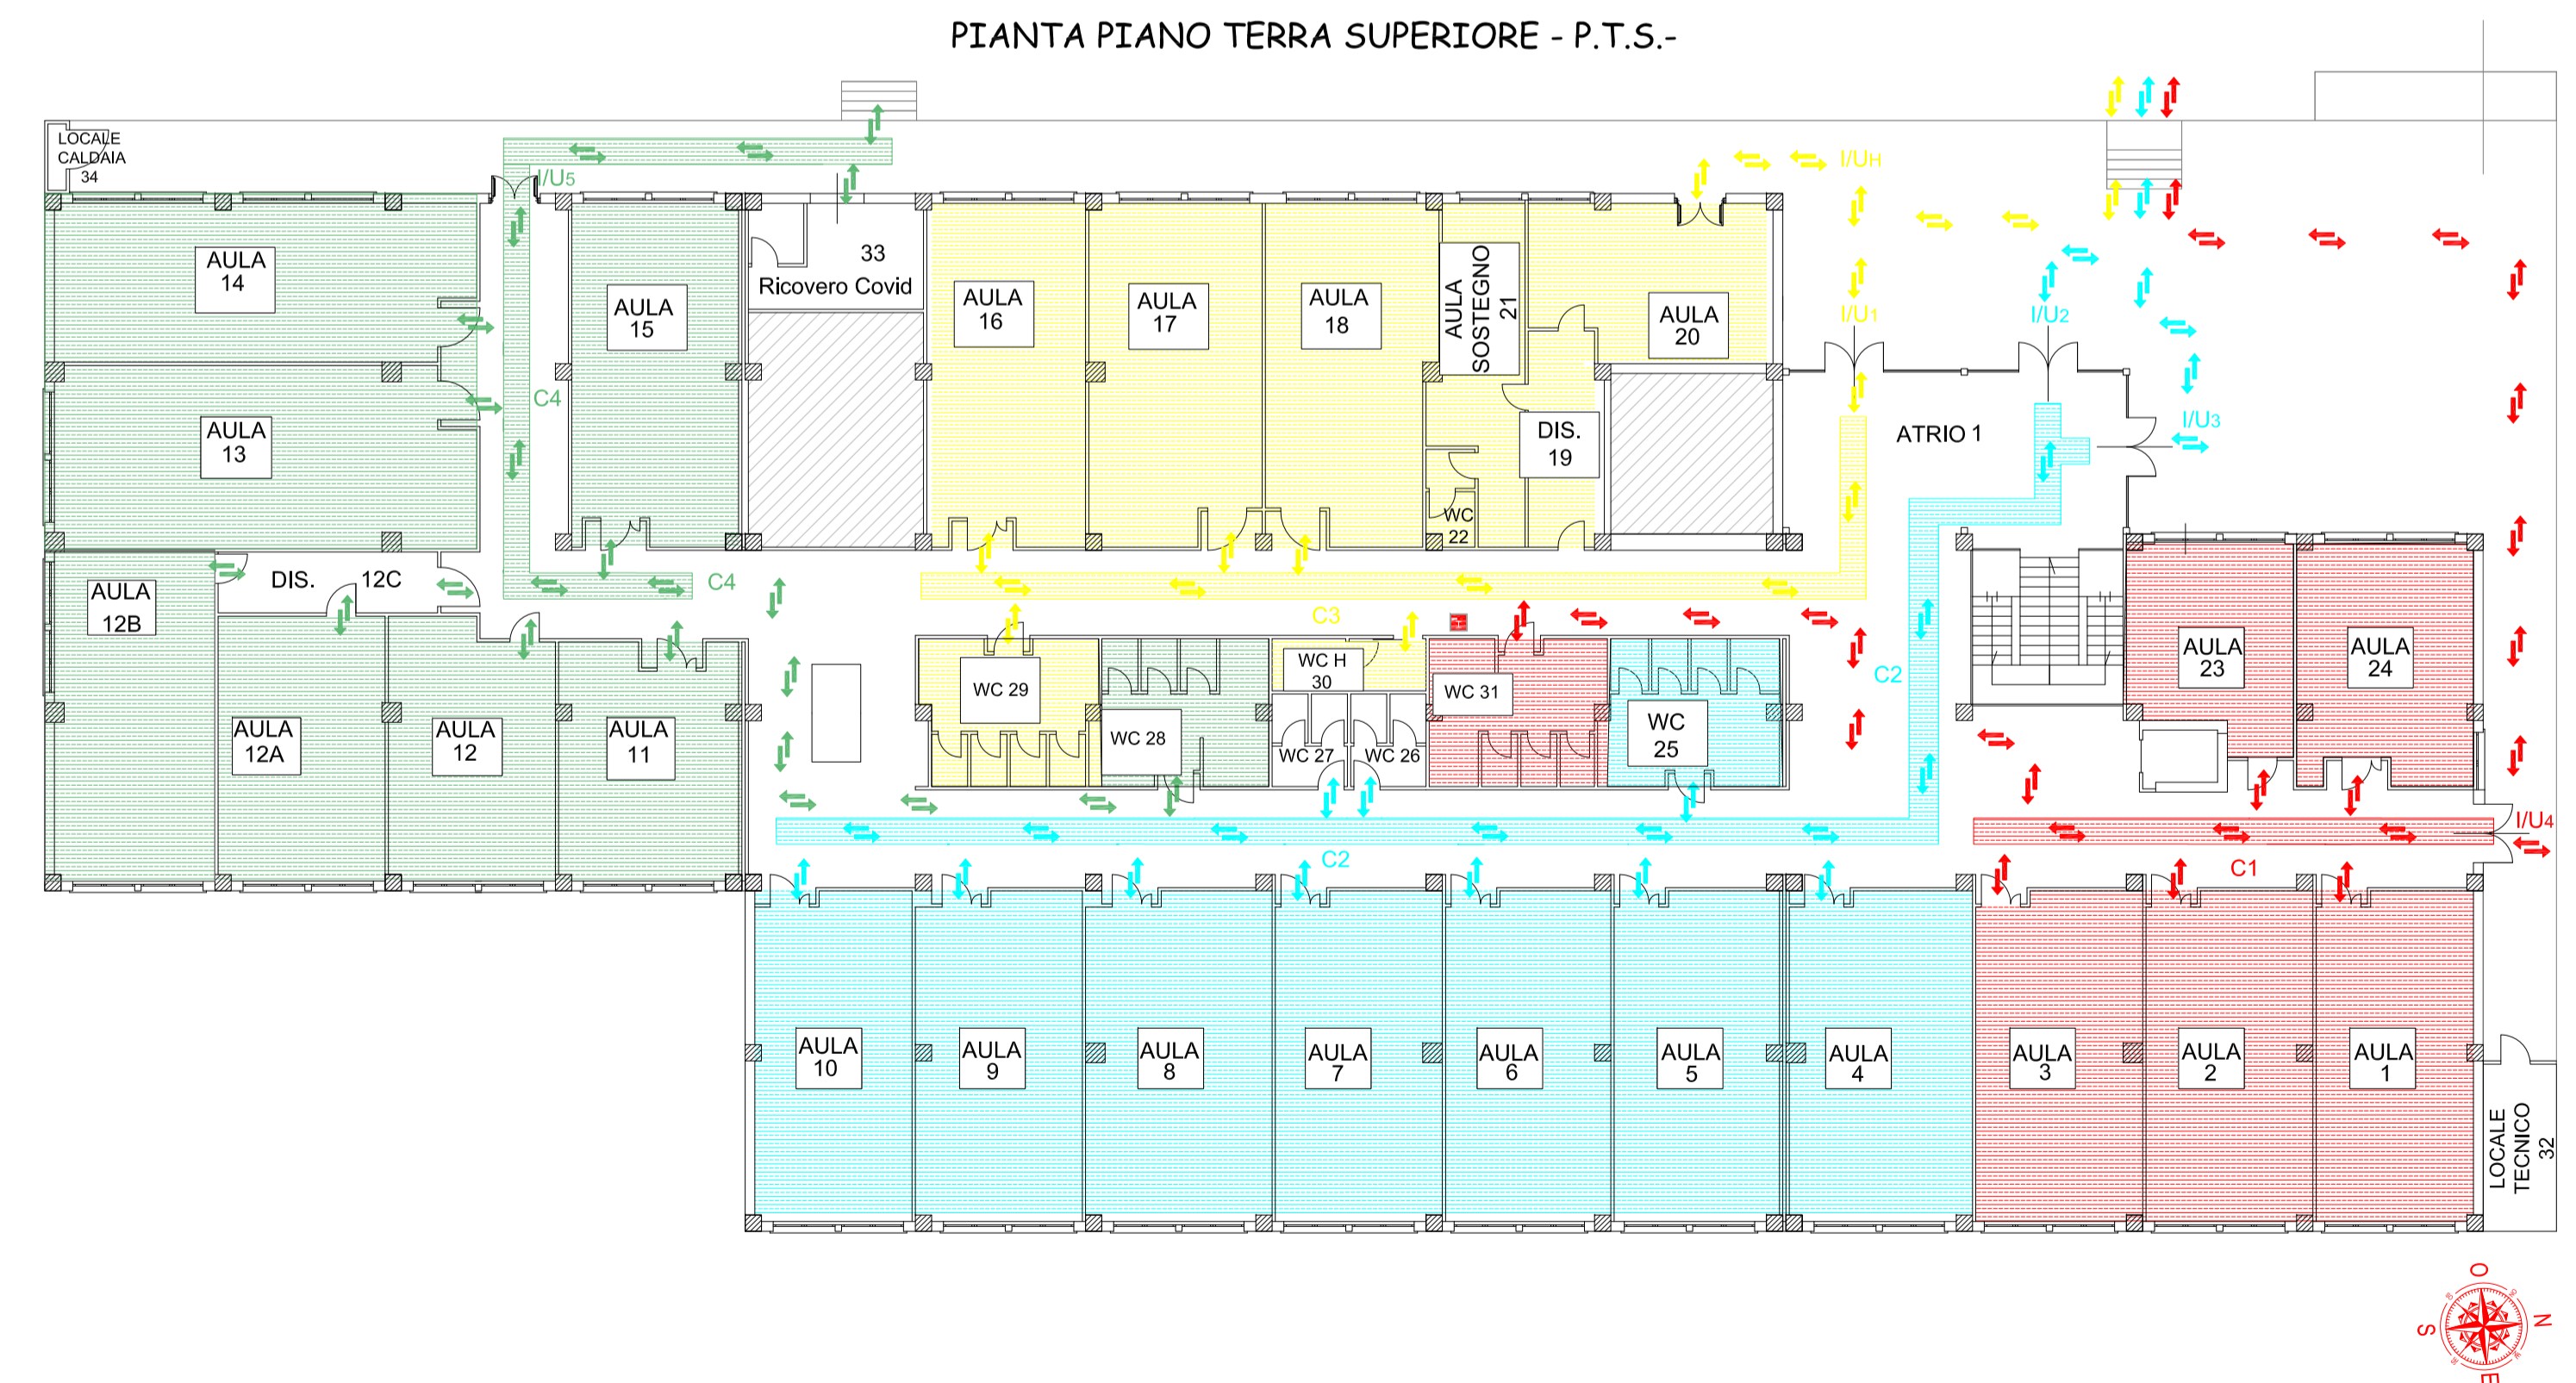 PIANTA PIANO TERRA SUPERIORE - P.T.S.-
LOCALE
CALDAIA
34
I/U5
I/UH
AULA
14
AULA
15
33
Ricovero Covid
AULA
16
AULA
17
AULA
18
AULA
SOSTEGNO
21
AULA
20
I/U1
I/U2
I/U3
C4
AULA
13
DIS.
19
ATRIO 1
WC
22
AULA
12B
DIS. 12C
C4
C3
WC 29
WC 28
WC H
30
WC 27
WC 26
WC 31
WC
25
C2
AULA
23
AULA
24
AULA
12A
AULA
12
AULA
11
C2
C1
I/U4
AULA
10
AULA
9
AULA
8
AULA
7
AULA
6
AULA
5
AULA
4
AULA
3
AULA
2
AULA
1
LOCALE
TECNICO
32
O
N
S
E